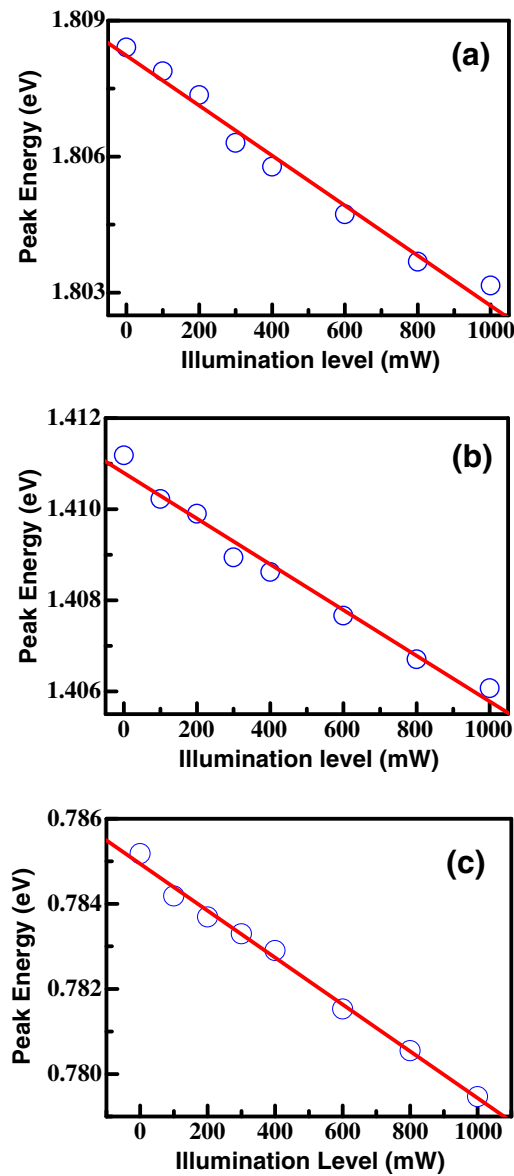 1.809
(a)
1.806
1.803
Peak Energy (eV)
0 200 400 600 800 1000
Illumination level (mW)
1.412
(b)
1.410
1.408
1.406
Peak Energy (eV)
0 200 400 600 800 1000
Illumination level (mW)
0.786
(c)
0.784
0.782
0.780
Peak Energy (eV)
0 200 400 600 800 1000
Illumination Level (mW)